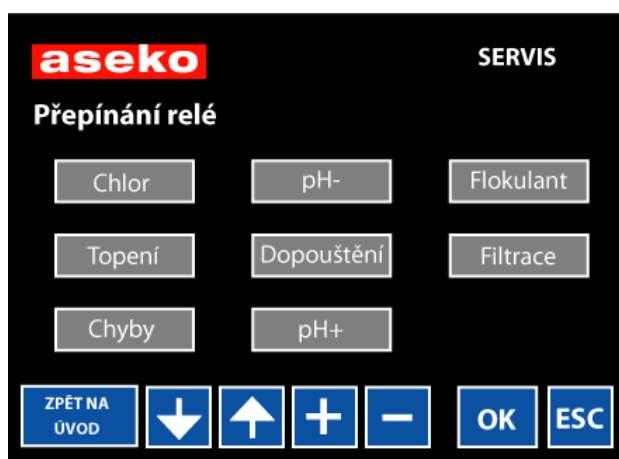 aseko
SERVIS
Přepínání relé
Chlor
pH-
Flokulant
Topení
Dopouštění
Filtrace
Chyby
pH+
ZPĚT NA
ÚVOD
+
-
OK
ESC